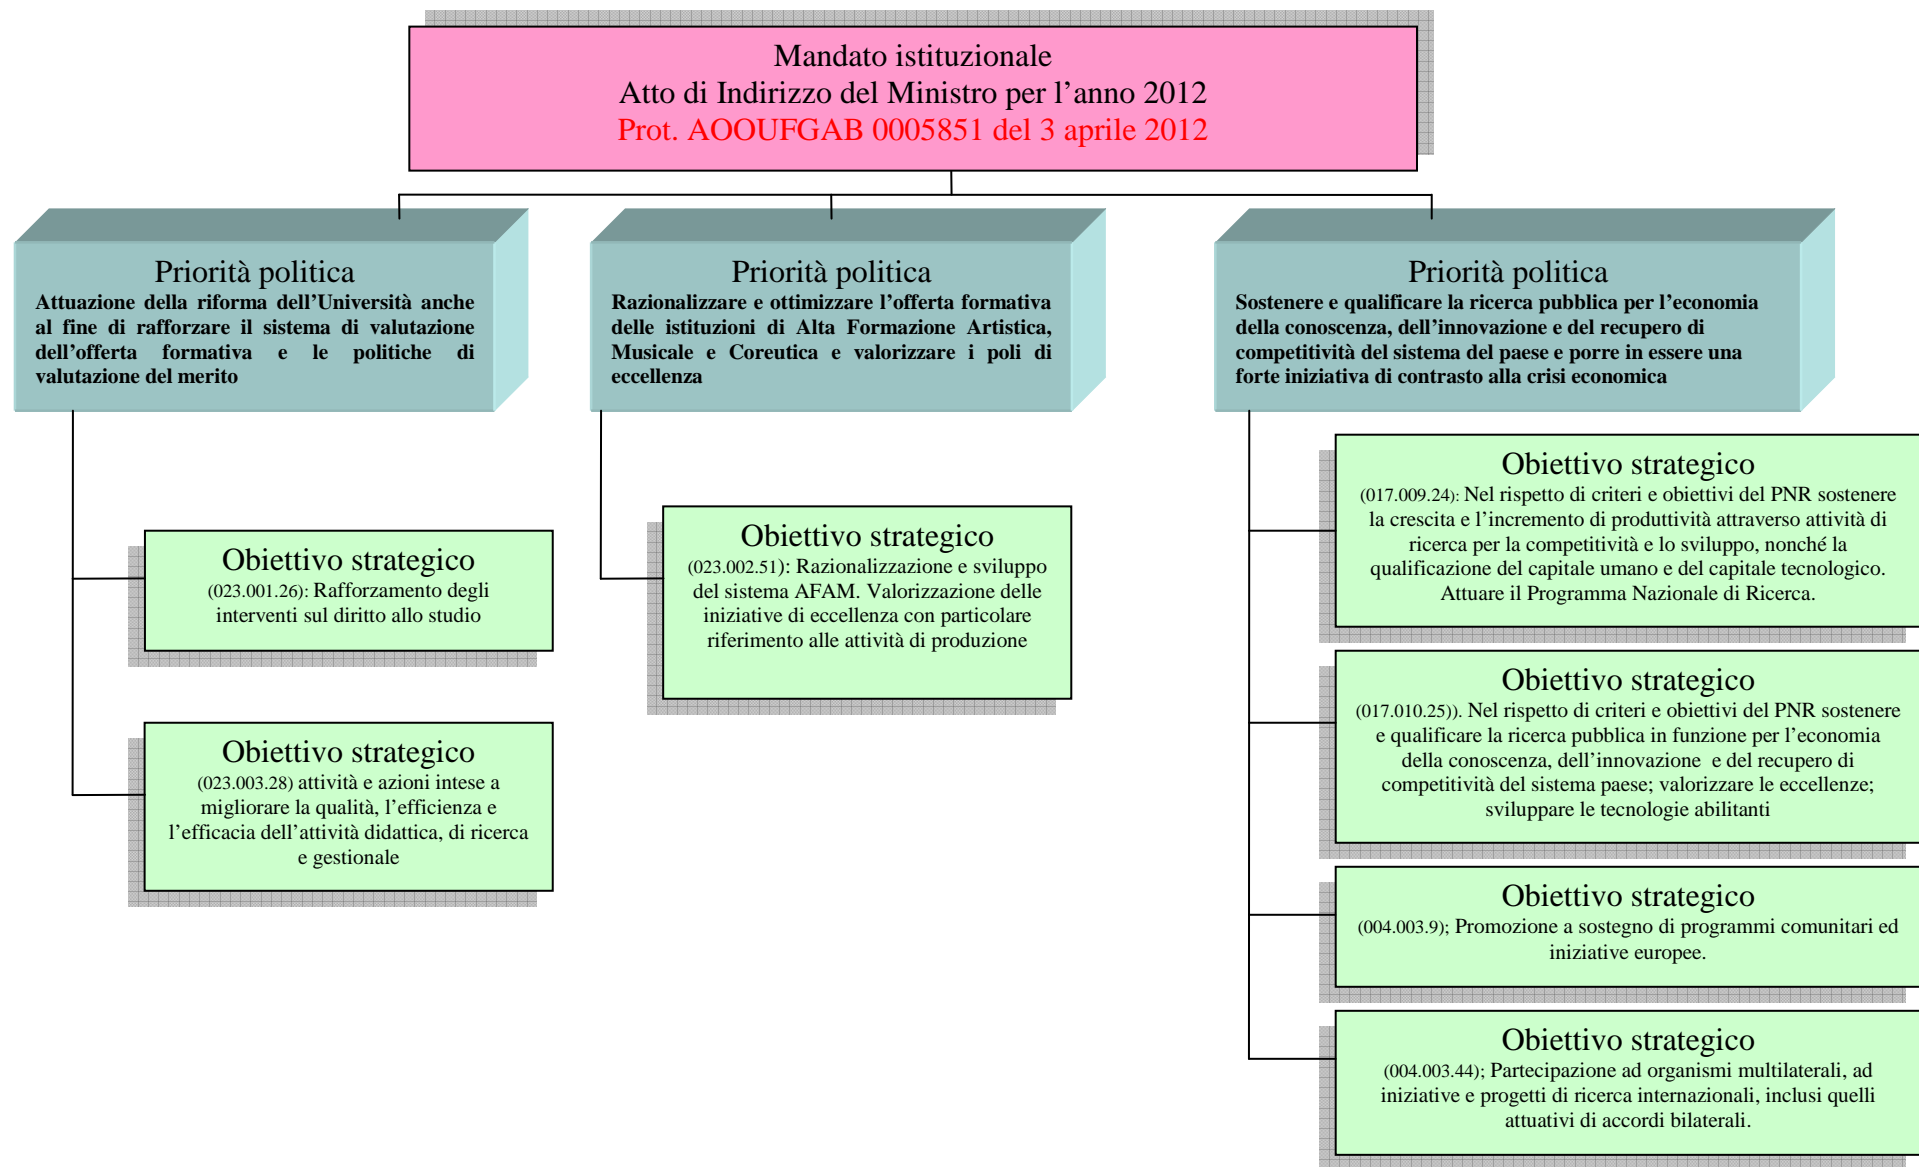 Mandato istituzionale
Atto di Indirizzo del Ministro per l’anno 2012
Prot. AOOUFGAB 0005851 del 3 aprile 2012
Priorità politica
Attuazione della riforma dell’Università anche
al fine di rafforzare il sistema di valutazione
dell’offerta formativa e le politiche di
valutazione del merito
Obiettivo strategico
(023.001.26): Rafforzamento degli
interventi sul diritto allo studio
Obiettivo strategico
(023.003.28) attività e azioni intese a
migliorare la qualità, l’efficienza e
l’efficacia dell’attività didattica, di ricerca
e gestionale
Priorità politica
Razionalizzare e ottimizzare l’offerta formativa
delle istituzioni di Alta Formazione Artistica,
Musicale e Coreutica e valorizzare i poli di
eccellenza
Obiettivo strategico
(023.002.51): Razionalizzazione e sviluppo
del sistema AFAM. Valorizzazione delle
iniziative di eccellenza con particolare
riferimento alle attività di produzione
Priorità politica
Sostenere e qualificare la ricerca pubblica per l’economia
della conoscenza, dell’innovazione e del recupero di
competitività del sistema del paese e porre in essere una
forte iniziativa di contrasto alla crisi economica
Obiettivo strategico
(017.009.24): Nel rispetto di criteri e obiettivi del PNR sostenere
la crescita e l’incremento di produttività attraverso attività di
ricerca per la competitività e lo sviluppo, nonché la
qualificazione del capitale umano e del capitale tecnologico.
Attuare il Programma Nazionale di Ricerca.
Obiettivo strategico
(017.010.25)). Nel rispetto di criteri e obiettivi del PNR sostenere
e qualificare la ricerca pubblica in funzione per l’economia
della conoscenza, dell’innovazione e del recupero di
competitività del sistema paese; valorizzare le eccellenze;
sviluppare le tecnologie abilitanti
Obiettivo strategico
(004.003.9); Promozione a sostegno di programmi comunitari ed
iniziative europee.
Obiettivo strategico
(004.003.44); Partecipazione ad organismi multilaterali, ad
iniziative e progetti di ricerca internazionali, inclusi quelli
attuativi di accordi bilaterali.